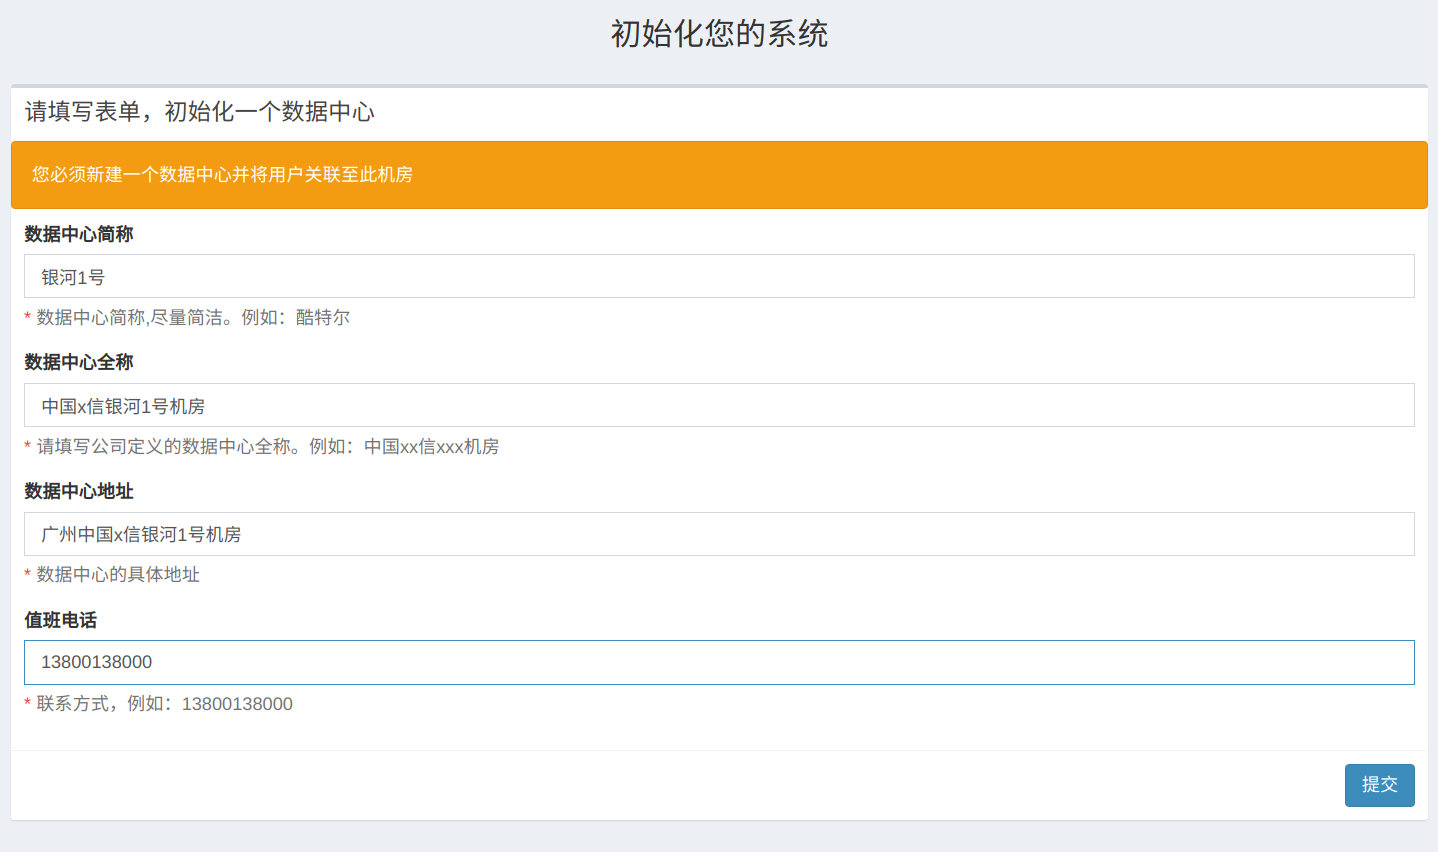 初始化您的系统
请填写表单，初始化一个数据中心
您必须新建一个数据中心并将用户关联至此机房
数据中心简称
银河1号
* 数据中心简称,尽量简洁。例如：酷特尔
数据中心全称
中国x信银河1号机房
* 请填写公司定义的数据中心全称。例如：中国xx信xxx机房
数据中心地址
广州中国x信银河1号机房
* 数据中心的具体地址
值班电话
13800138000
* 联系方式，例如：13800138000
提交